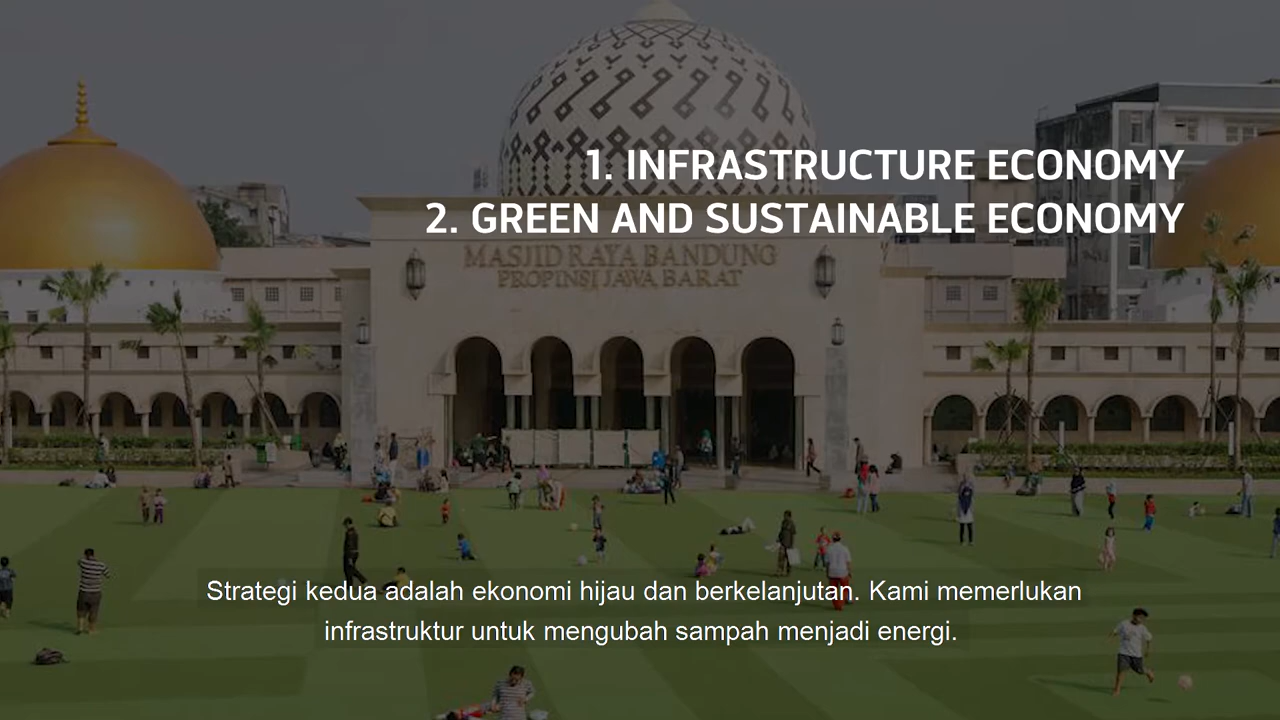 1. INFRASTRUCTURE ECONOMY
2. GREEN AND SUSTAINABLE ECONOMY
MASJID RAYA BANDUNG
PROPINSI JAWA BARAT
Strategi kedua adalah ekonomi hijau dan berkelanjutan. Kami memerlukan
infrastruktur untuk mengubah sampah menjadi energi.